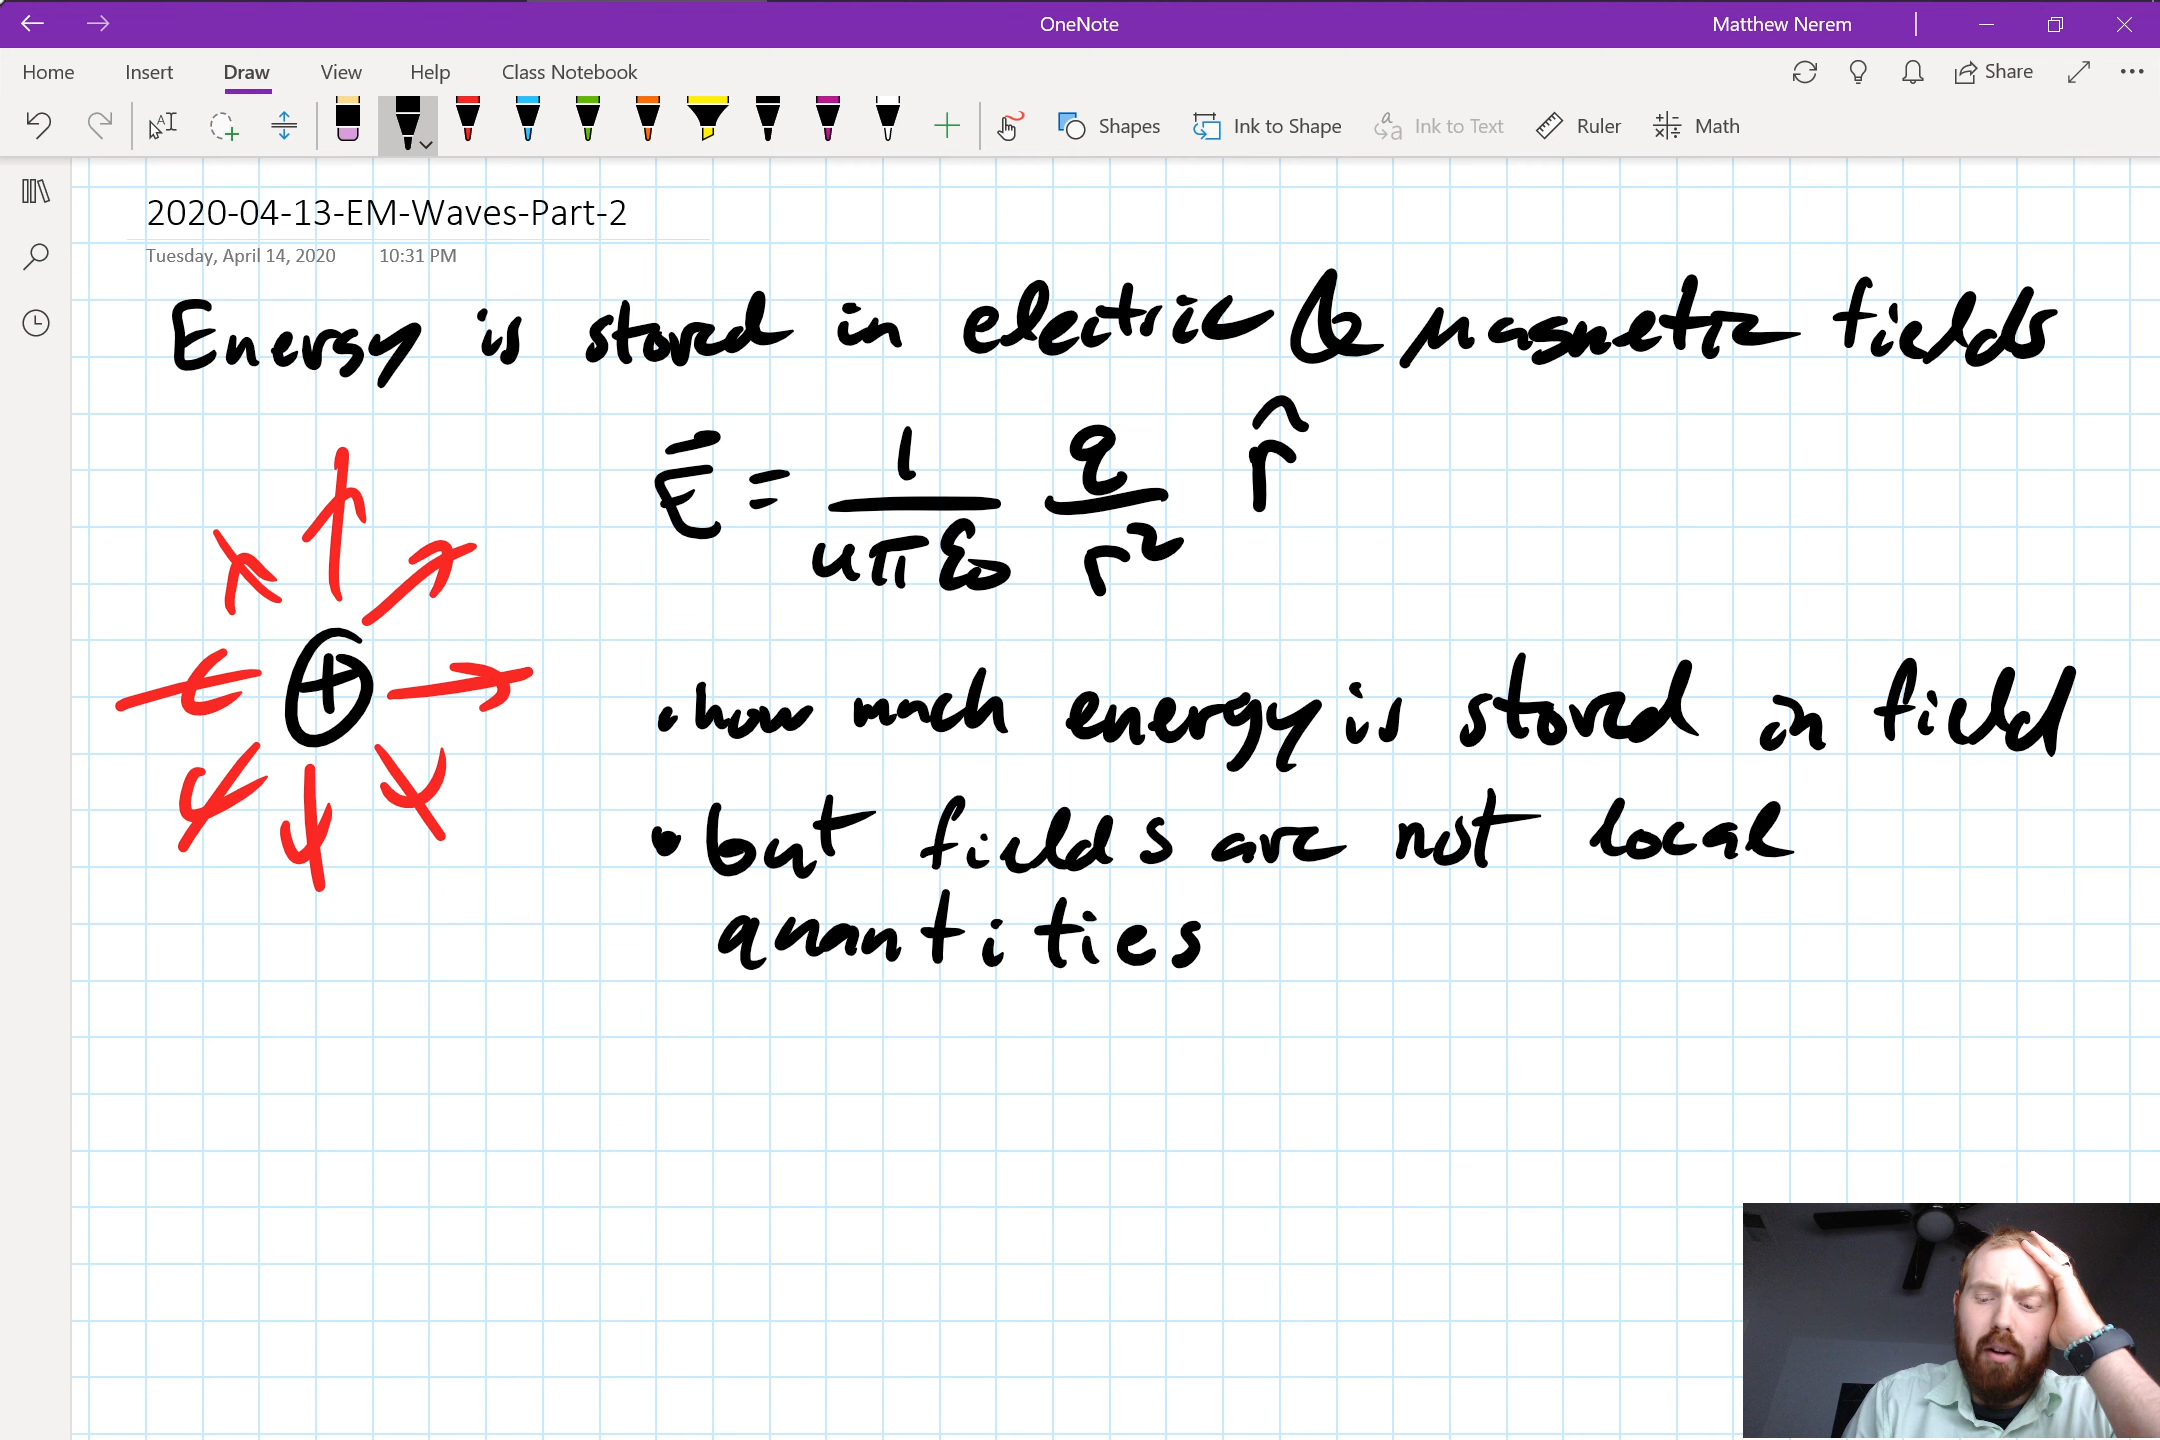 OneNote
Matthew Nerem
Home Insert Draw View Help Class Notebook
Share
Shapes Ink to Shape Ink to Text Ruler Math
2020-04-13-EM-Waves-Part-2
Tuesday, April 14, 2020 10:31 PM
Energy is stored in electric & magnetic fields
E⃗ = 1/(4πε₀) q/r² r̂
+
• how much energy is stored in field
• but fields are not local
quantities